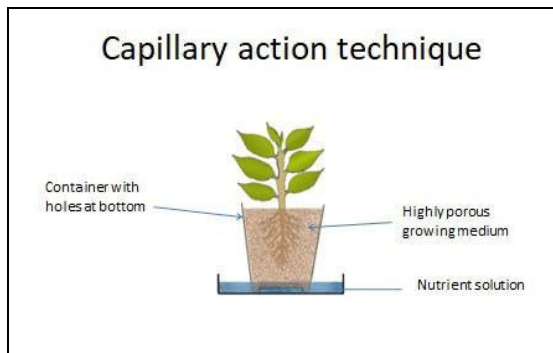 Capillary action technique
Container with
holes at bottom
Highly porous
growing medium
Nutrient solution